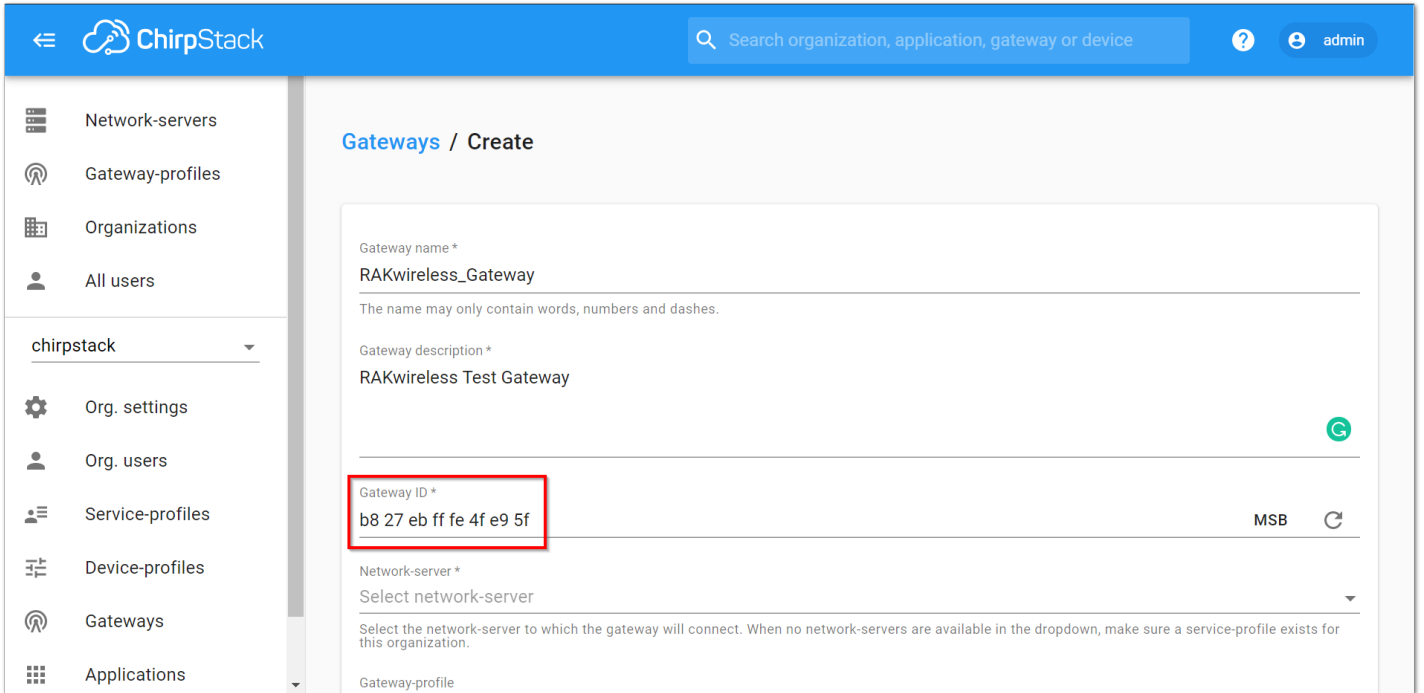 ChirpStack
Search organization, application, gateway or device
?
admin
Network-servers
Gateway-profiles
Organizations
All users
chirpstack
Org. settings
Org. users
Service-profiles
Device-profiles
Gateways
Applications
Gateways / Create
Gateway name *
RAKwireless_Gateway
The name may only contain words, numbers and dashes.
Gateway description *
RAKwireless Test Gateway
Gateway ID *
b8 27 eb ff fe 4f e9 5f
MSB
Network-server *
Select network-server
Select the network-server to which the gateway will connect. When no network-servers are available in the dropdown, make sure a service-profile exists for
this organization.
Gateway-profile